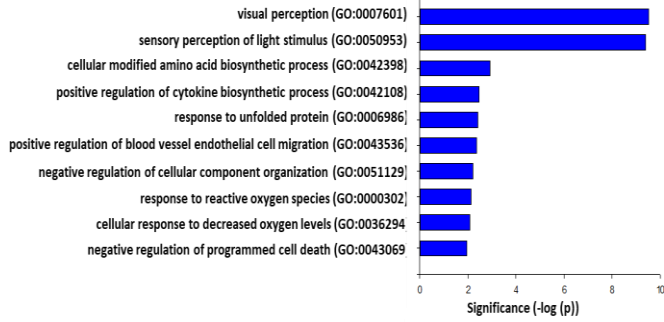 visual perception (GO:0007601)
sensory perception of light stimulus (GO:0050953)
cellular modified amino acid biosynthetic process (GO:0042398)
positive regulation of cytokine biosynthetic process (GO:0042108)
response to unfolded protein (GO:0006986)
positive regulation of blood vessel endothelial cell migration (GO:0043536)
negative regulation of cellular component organization (GO:0051129)
response to reactive oxygen species (GO:0000302)
cellular response to decreased oxygen levels (GO:0036294
negative regulation of programmed cell death (GO:0043069
0 2 4 6 8 10
Significance (-log (p))